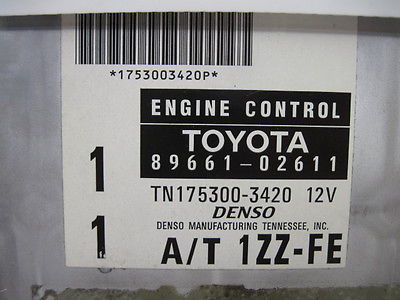 *1753003420P*
ENGINE CONTROL
TOYOTA
89661-02611
1
TN175300-3420 12V
DENSO
DENSO MANUFACTURING TENNESSEE, INC.
1
A/T 1ZZ-FE